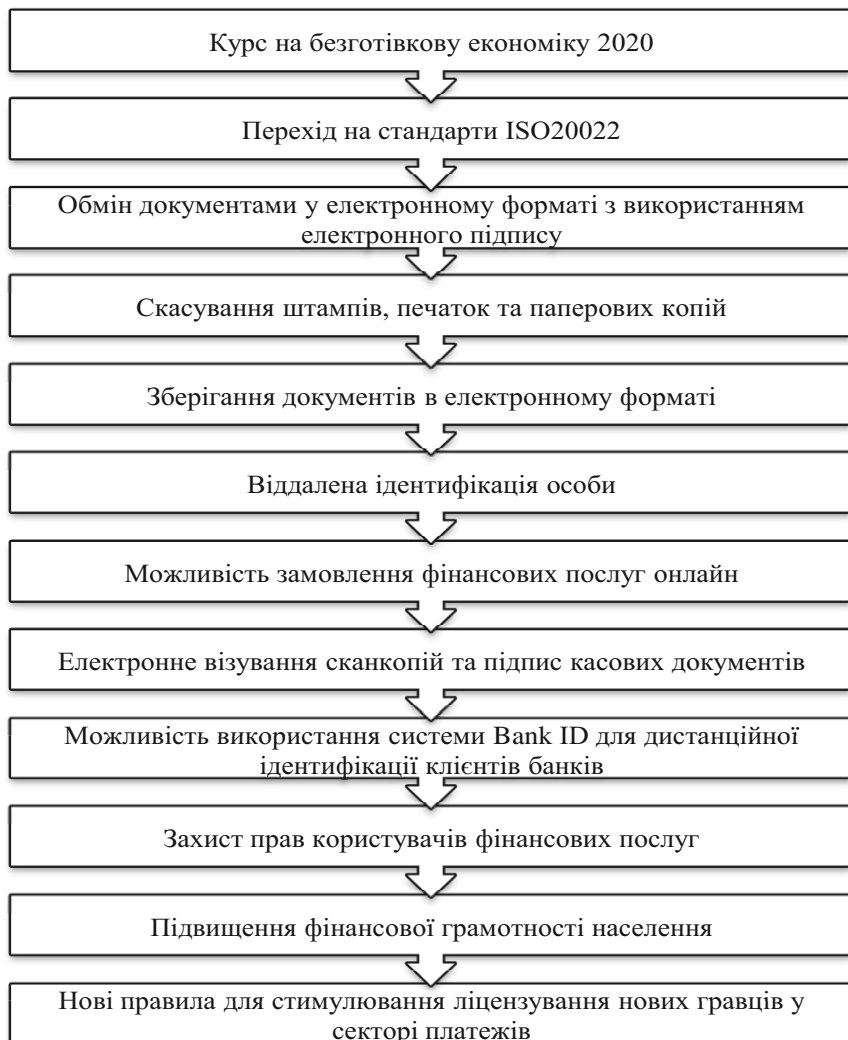 Курс на безготівкову економіку 2020
Перехід на стандарти ISO20022
Обмін документами у електронному форматі з використанням
електронного підпису
Скасування штампів, печаток та паперових копій
Зберігання документів в електронному форматі
Віддалена ідентифікація особи
Можливість замовлення фінансових послуг онлайн
Електронне візування сканкопій та підпис касових документів
Можливість використання системи Bank ID для дистанційної
ідентифікації клієнтів банків
Захист прав користувачів фінансових послуг
Підвищення фінансової грамотності населення
Нові правила для стимулювання ліцензування нових гравців у
секторі платежів